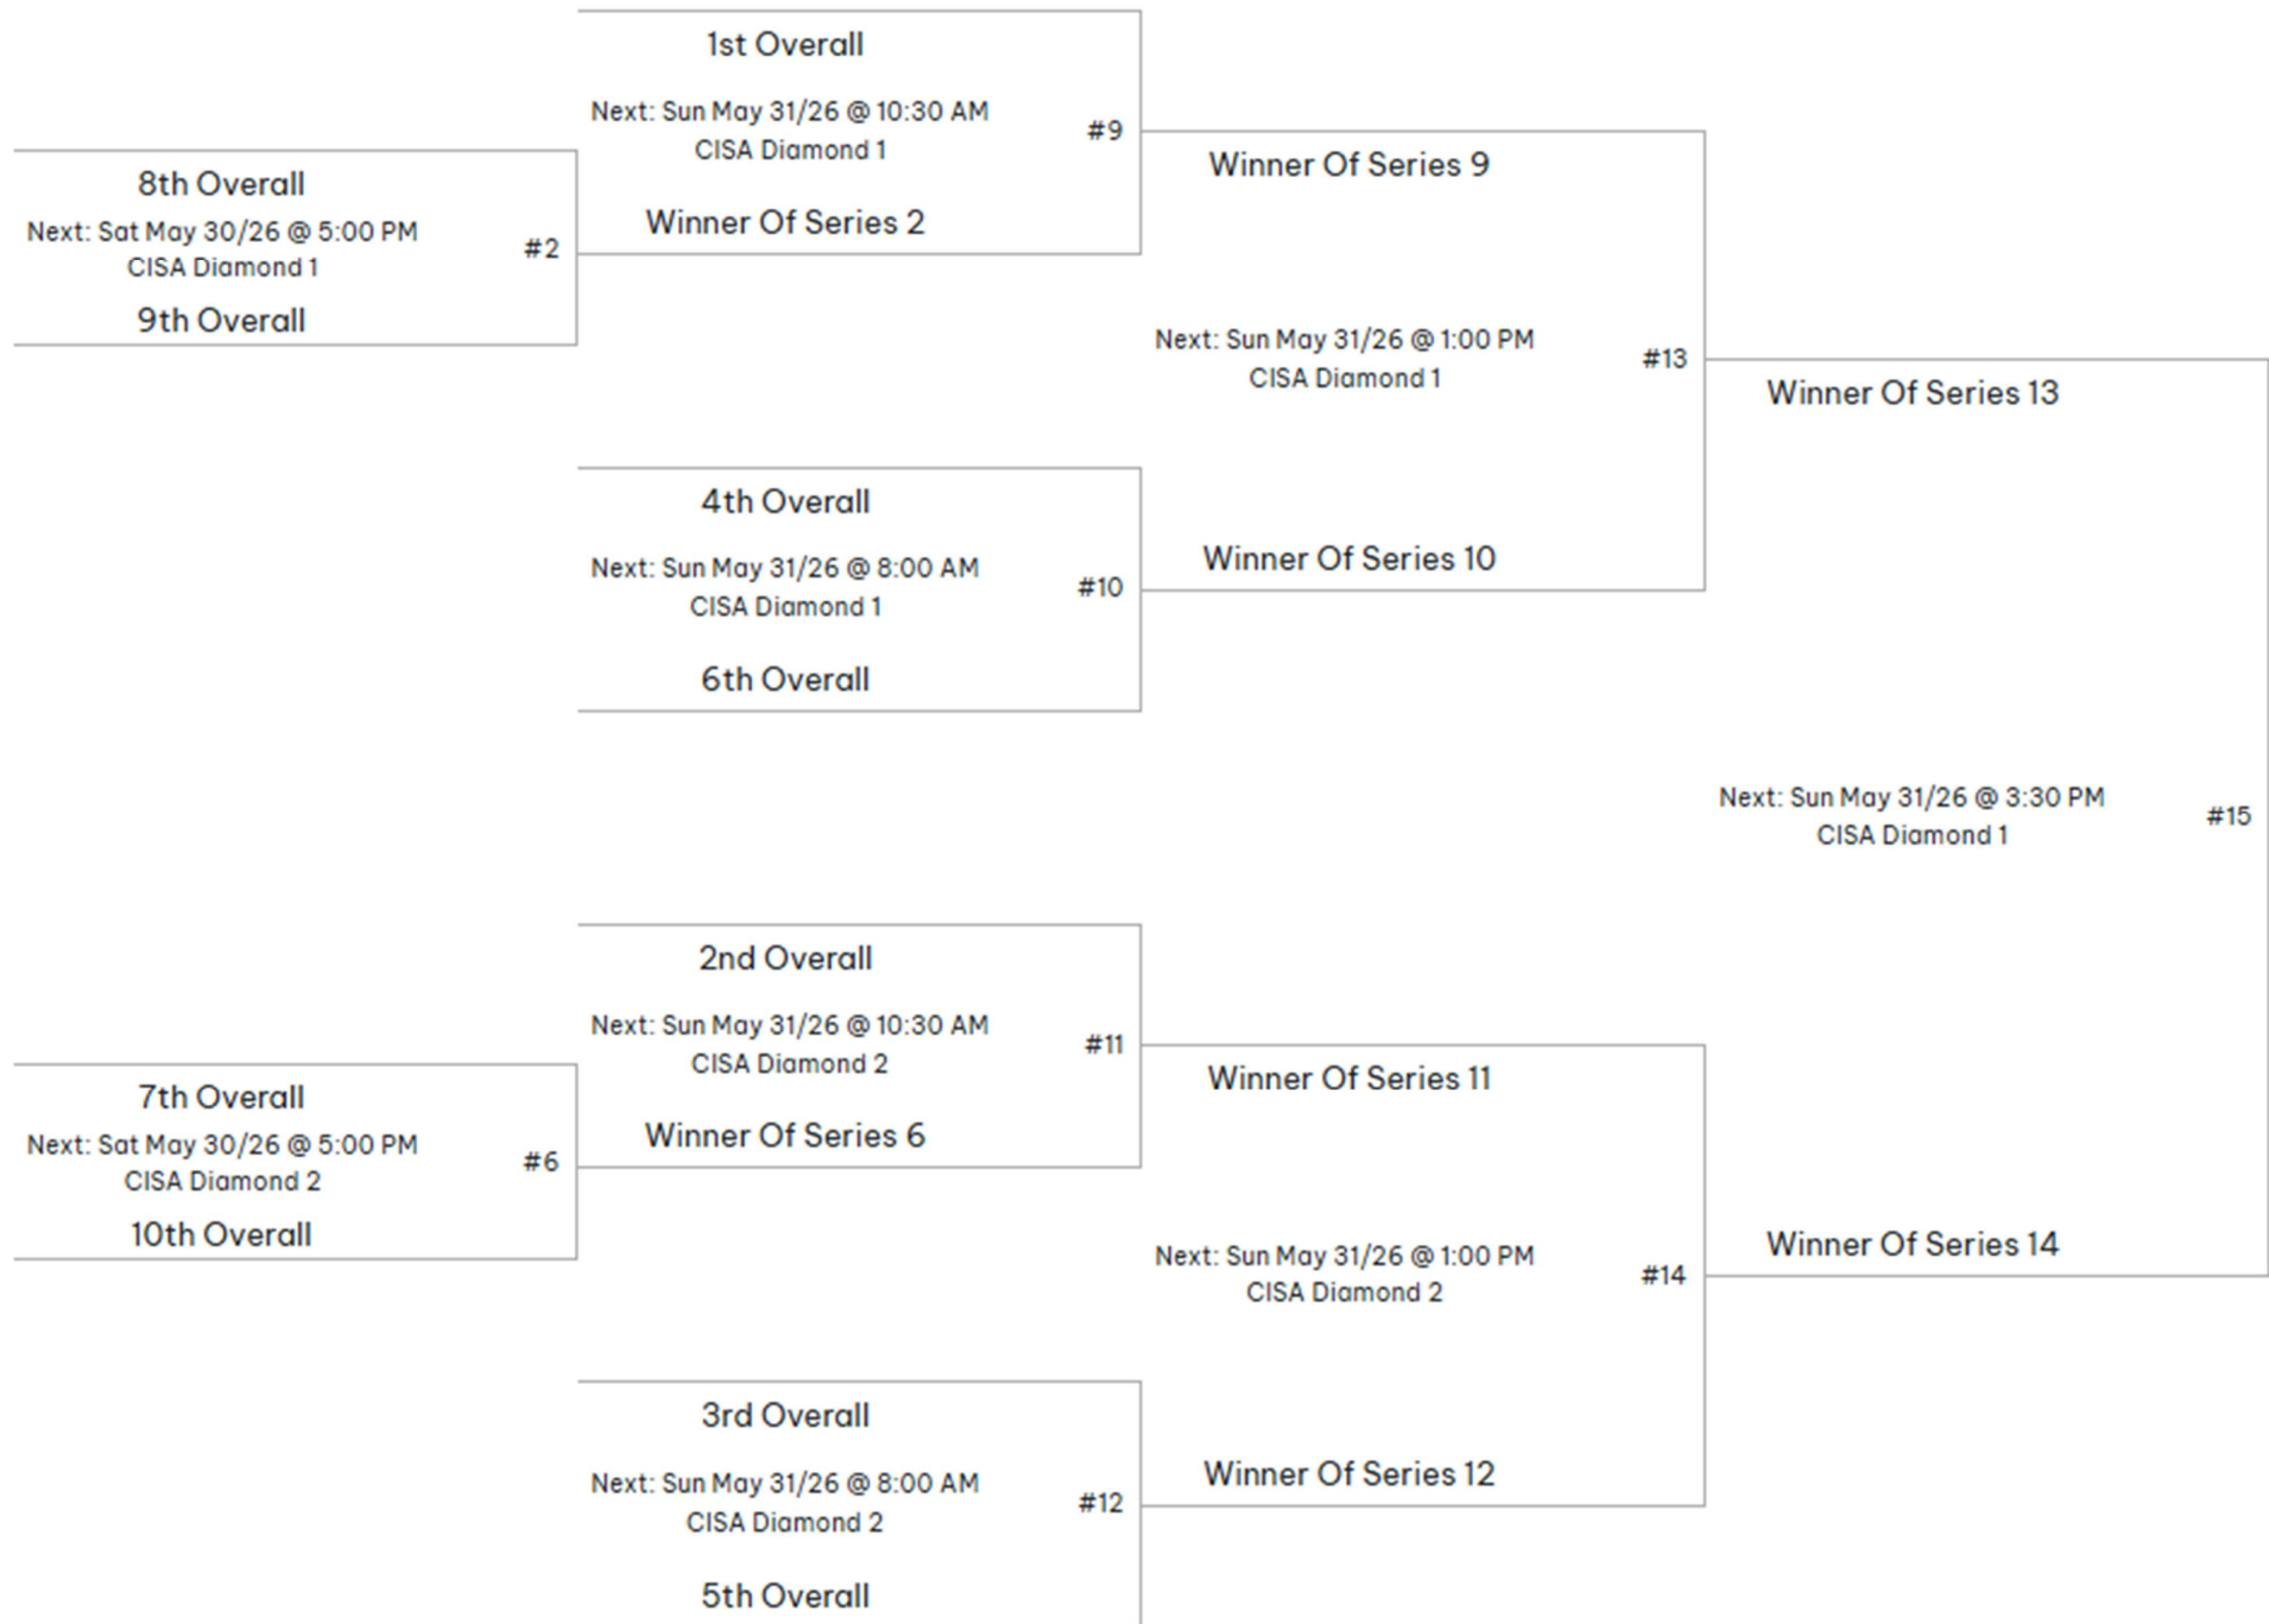 1st Overall
Next: Sun May 31/26 @ 10:30 AM
CISA Diamond 1
#9
Winner Of Series 2
8th Overall
Next: Sat May 30/26 @ 5:00 PM
CISA Diamond 1
#2
9th Overall
Winner Of Series 9
Next: Sun May 31/26 @ 1:00 PM
CISA Diamond 1
#13
Winner Of Series 10
4th Overall
Next: Sun May 31/26 @ 8:00 AM
CISA Diamond 1
#10
6th Overall
Winner Of Series 13
Next: Sun May 31/26 @ 3:30 PM
CISA Diamond 1
#15
Winner Of Series 14
2nd Overall
Next: Sun May 31/26 @ 10:30 AM
CISA Diamond 2
#11
Winner Of Series 6
7th Overall
Next: Sat May 30/26 @ 5:00 PM
CISA Diamond 2
#6
10th Overall
Winner Of Series 11
Next: Sun May 31/26 @ 1:00 PM
CISA Diamond 2
#14
Winner Of Series 12
3rd Overall
Next: Sun May 31/26 @ 8:00 AM
CISA Diamond 2
#12
5th Overall